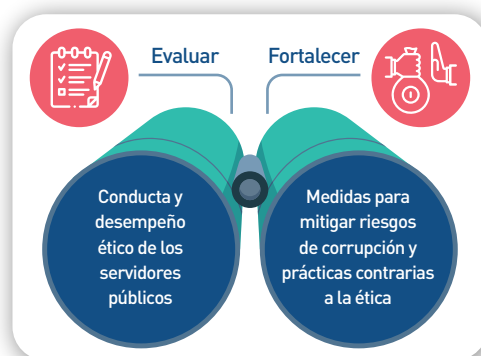 Evaluar
Fortalecer
Conducta y
desempeño
ético de los
servidores
públicos
Medidas para
mitigar riesgos
de corrupción y
prácticas contrarias
a la ética